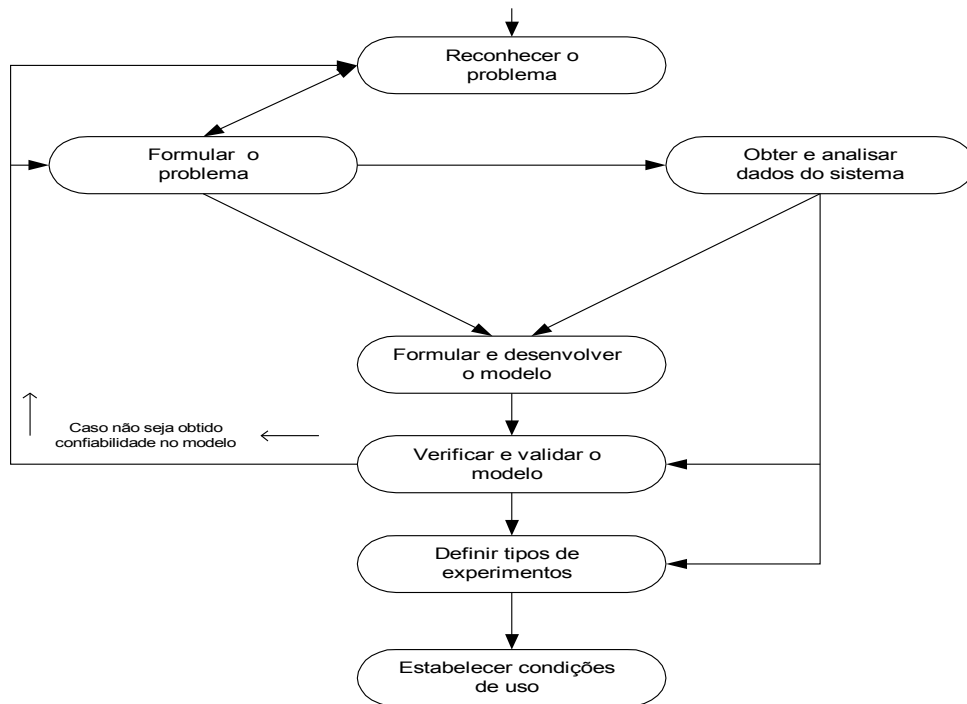 Reconhecer o
problema
Formular o
problema
Obter e analisar
dados do sistema
Formular e desenvolver
o modelo
Caso não seja obtido
confiabilidade no modelo
Verificar e validar o
modelo
Definir tipos de
experimentos
Estabelecer condições
de uso